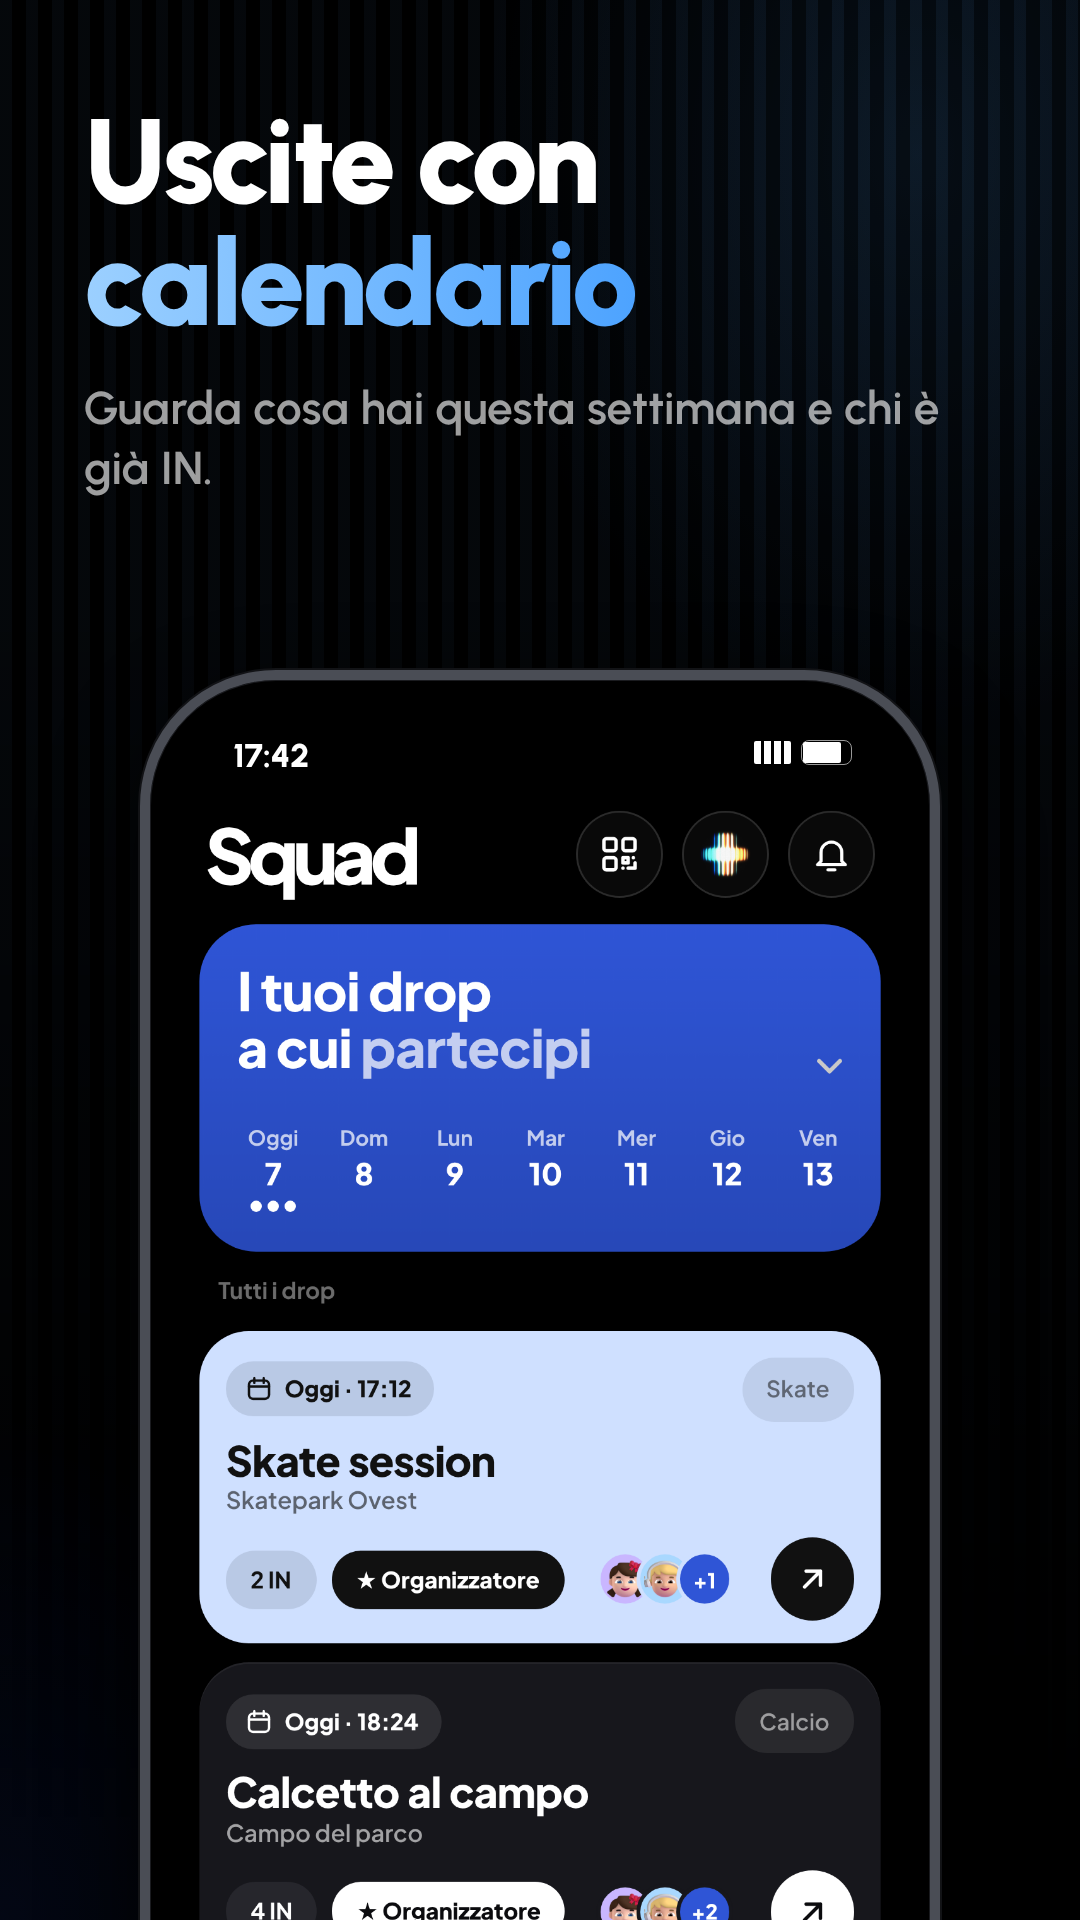 Uscite con
calendario
Guarda cosa hai questa settimana e chi è
già IN.
17:42
Squad
I tuoi drop
a cui partecipi
Oggi Dom Lun Mar Mer Gio Ven
7 8 9 10 11 12 13
Tutti i drop
Oggi · 17:12 Skate
Skate session
Skatepark Ovest
2 IN ★ Organizzatore +1
Oggi · 18:24 Calcio
Calcetto al campo
Campo del parco
4 IN ★ Organizzatore +2